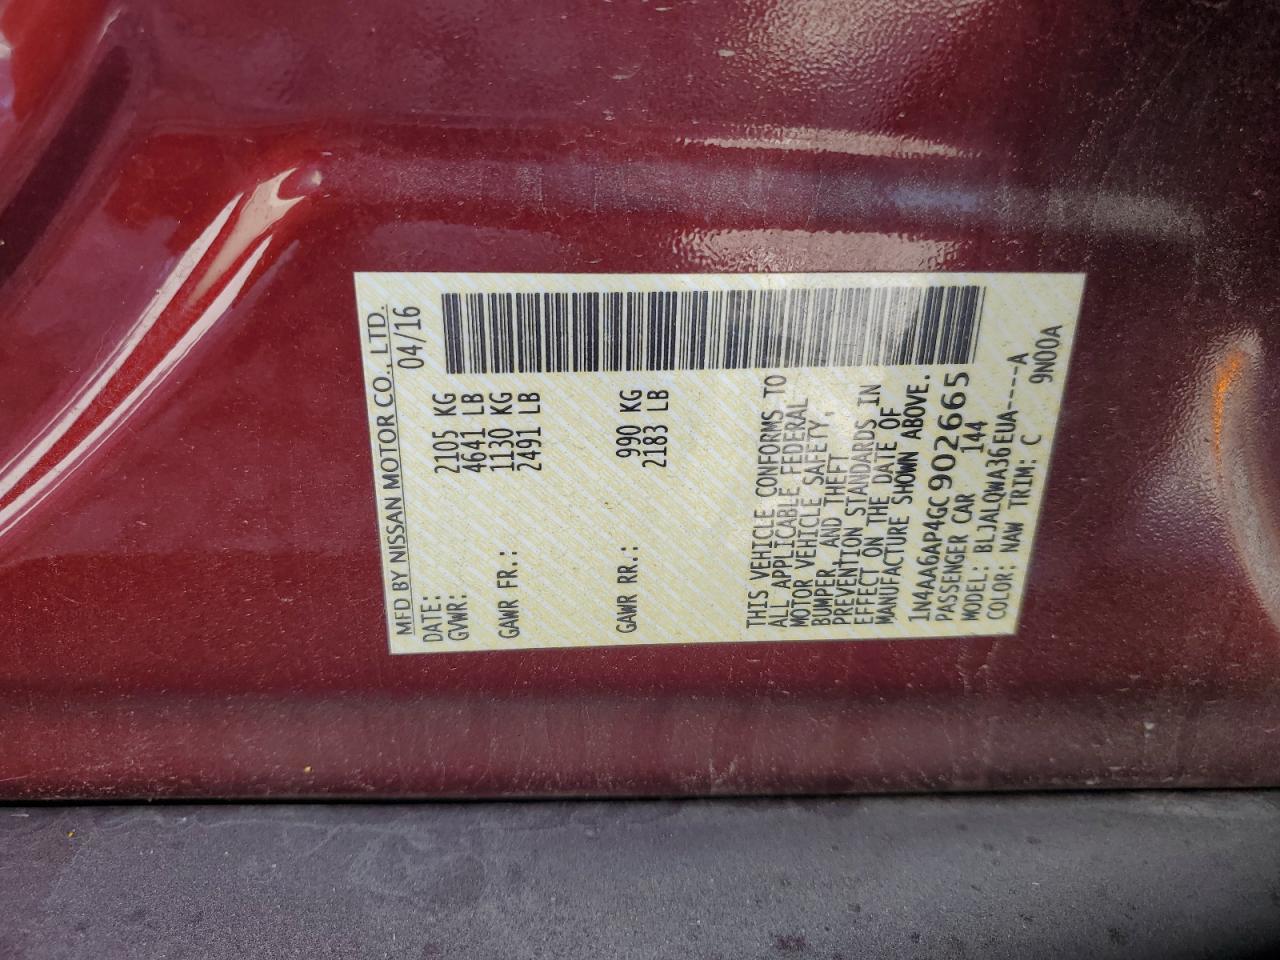 MFD BY NISSAN MOTOR CO., LTD.
DATE: 04/16
GVWR: 2105 KG
4641 LB
GAWR FR.: 1130 KG
2491 LB
GAWR RR.: 990 KG
2183 LB
THIS VEHICLE CONFORMS TO
ALL APPLICABLE FEDERAL
MOTOR VEHICLE SAFETY,
BUMPER, AND THEFT
PREVENTION STANDARDS IN
EFFECT ON THE DATE OF
MANUFACTURE SHOWN ABOVE.
1N4AA6AP4GC902665
PASSENGER CAR 144
MODEL: BLJALQWA36EUA----A
COLOR: NAW TRIM: C 9N00A